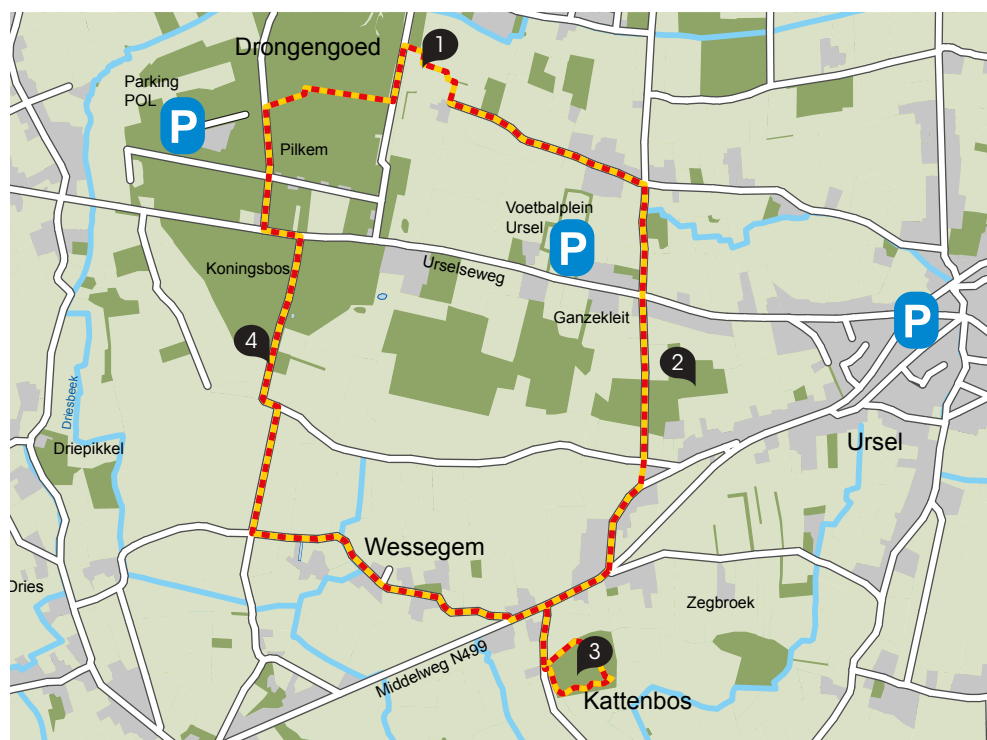 Drongengoed
1
Parking
POL
P
Pilkem
Voetbalplein
Ursel
P
Koningsbos
Urselseweg
Ganzekleit
P
4
2
Driesbeek
Driepikkel
Ursel
Wessegem
Dries
Zegbroek
Middelweg N499
3
Kattenbos